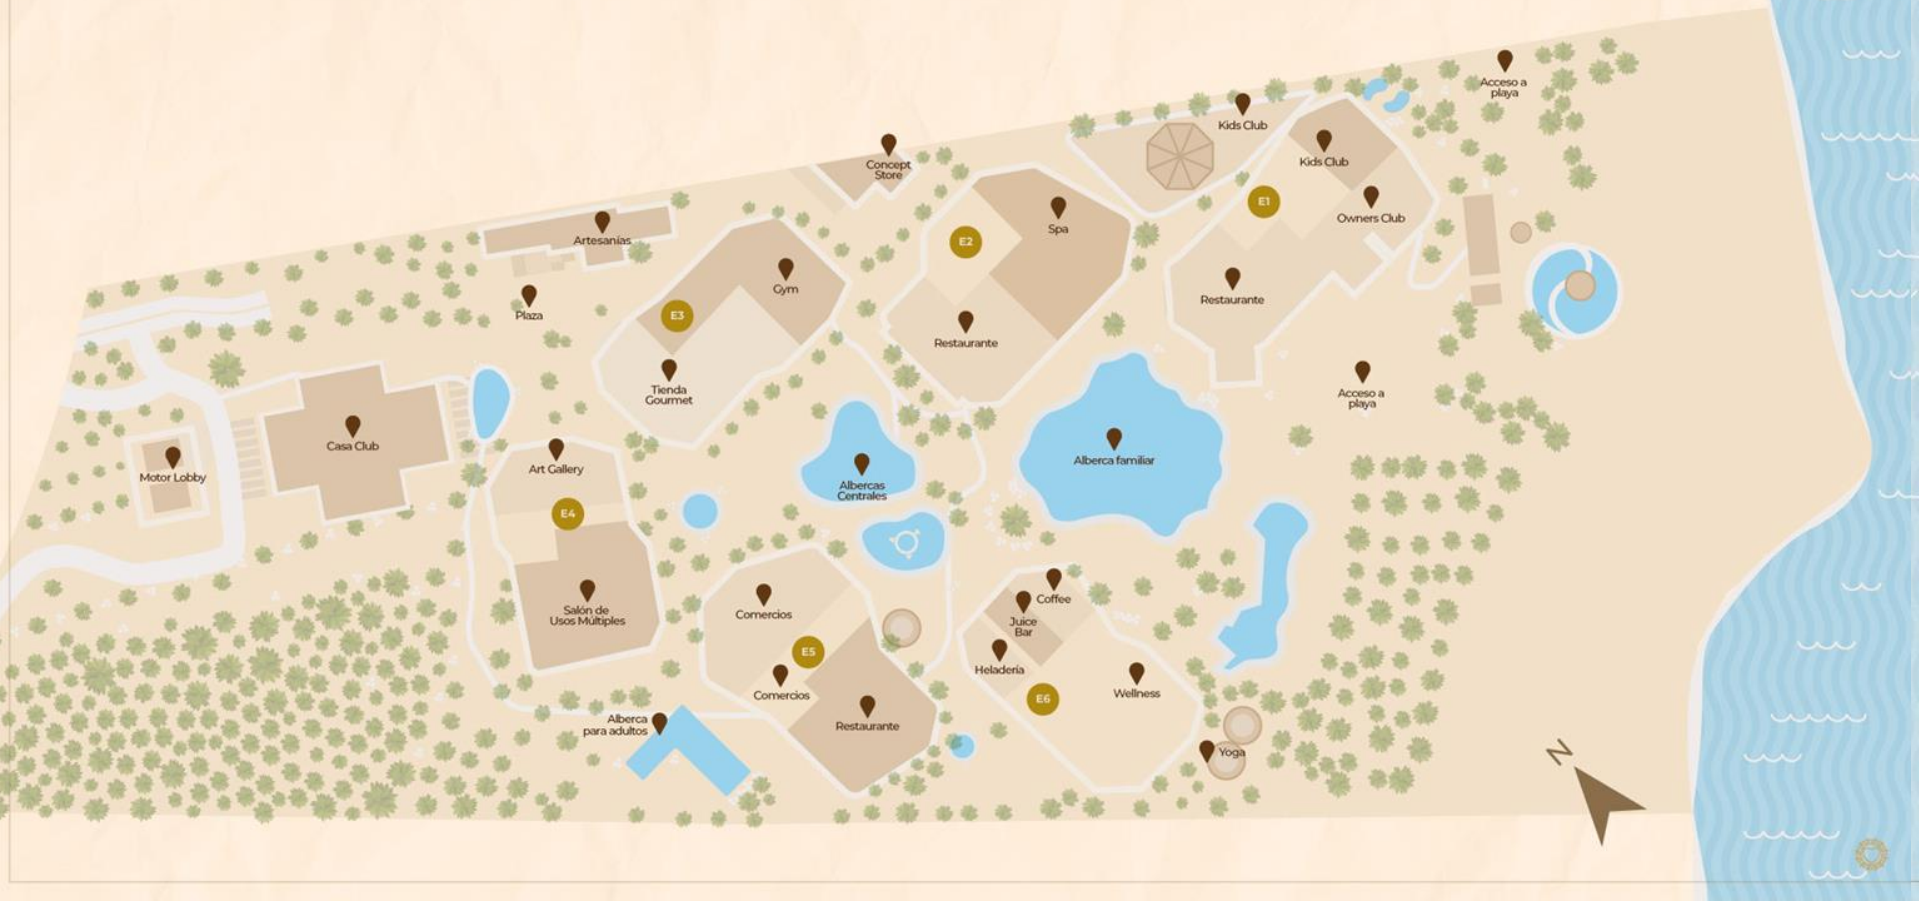 Acceso a
playa
Kids Club
Kids Club
Concept
Store
Owners Club
E1
Spa
E2
Artesanías
Gym
Restaurante
Plaza
E3
Restaurante
Tienda
Gourmet
Acceso a
playa
Casa Club
Motor Lobby
Art Gallery
Albercas
Centrales
Alberca familiar
E4
Salón de
Usos Múltiples
Comercios
E5
Comercios
Coffee
Juice
Bar
Heladería
Wellness
E6
Alberca
para adultos
Restaurante
Yoga
N